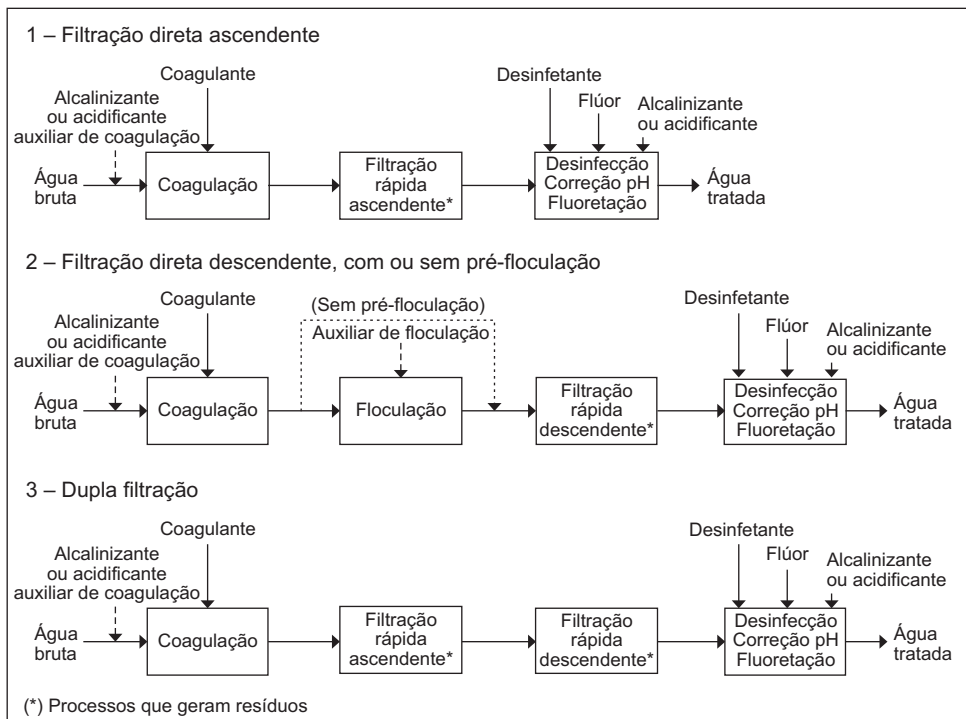 1 – Filtração direta ascendente
Coagulante
Alcalinizante
ou acidificante
auxiliar de coagulação
Água
bruta
Coagulação
Filtração
rápida
ascendente*
Desinfetante
Flúor
Alcalinizante
ou acidificante
Desinfecção
Correção pH
Fluoretação
Água
tratada
2 – Filtração direta descendente, com ou sem pré-floculação
Coagulante
Alcalinizante
ou acidificante
auxiliar de coagulação
Água
bruta
Coagulação
(Sem pré-floculação)
Auxiliar de floculação
Floculação
Filtração
rápida
descendente*
Desinfetante
Flúor
Alcalinizante
ou acidificante
Desinfecção
Correção pH
Fluoretação
Água
tratada
3 – Dupla filtração
Coagulante
Alcalinizante
ou acidificante
auxiliar de coagulação
Água
bruta
Coagulação
Filtração
rápida
ascendente*
Filtração
rápida
descendente*
Desinfetante
Flúor
Alcalinizante
ou acidificante
Desinfecção
Correção pH
Fluoretação
Água
tratada
(*) Processos que geram resíduos